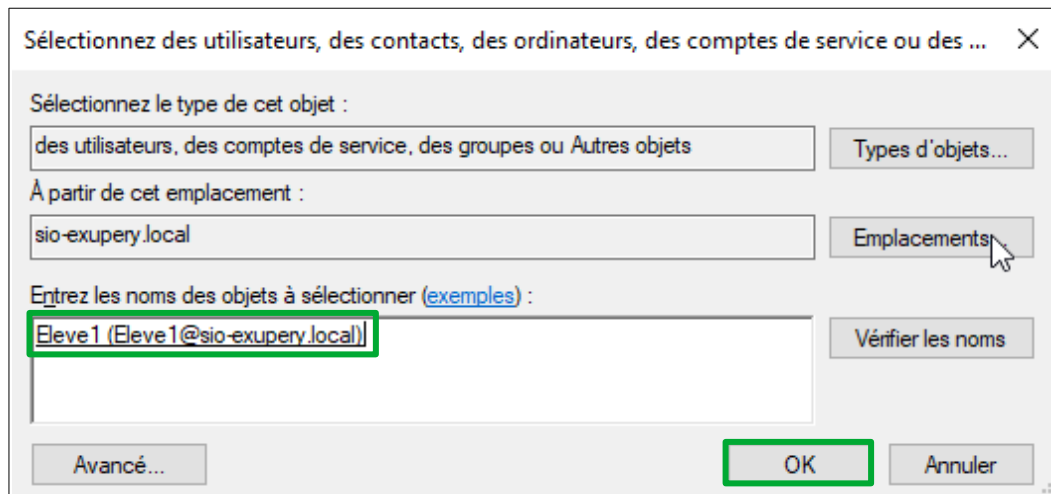 Sélectionnez des utilisateurs, des contacts, des ordinateurs, des comptes de service ou des ...
Sélectionnez le type de cet objet :
des utilisateurs, des comptes de service, des groupes ou Autres objets
Types d'objets...
À partir de cet emplacement :
sio-exupery.local
Emplacements...
Entrez les noms des objets à sélectionner (exemples) :
Eleve1 (Eleve1@sio-exupery.local)
Vérifier les noms
Avancé...
OK
Annuler